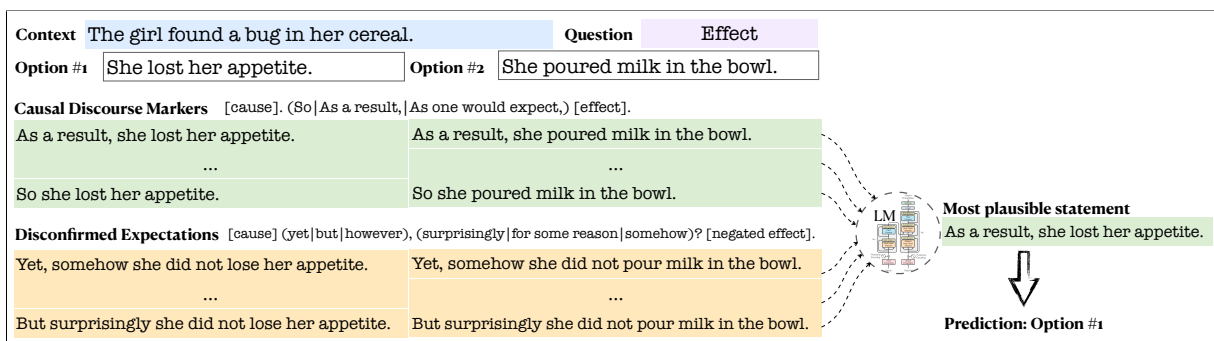 Context The girl found a bug in her cereal. Question Effect
Option #1 She lost her appetite. Option #2 She poured milk in the bowl.
Causal Discourse Markers [cause]. (So|As a result,|As one would expect,) [effect].
As a result, she lost her appetite. As a result, she poured milk in the bowl.
... ...
So she lost her appetite. So she poured milk in the bowl.
LM
Most plausible statement
As a result, she lost her appetite.
Disconfirmed Expectations [cause] (yet|but|however), (surprisingly|for some reason|somehow)? [negated effect].
Yet, somehow she did not lose her appetite. Yet, somehow she did not pour milk in the bowl.
... ...
But surprisingly she did not lose her appetite. But surprisingly she did not pour milk in the bowl.
Prediction: Option #1